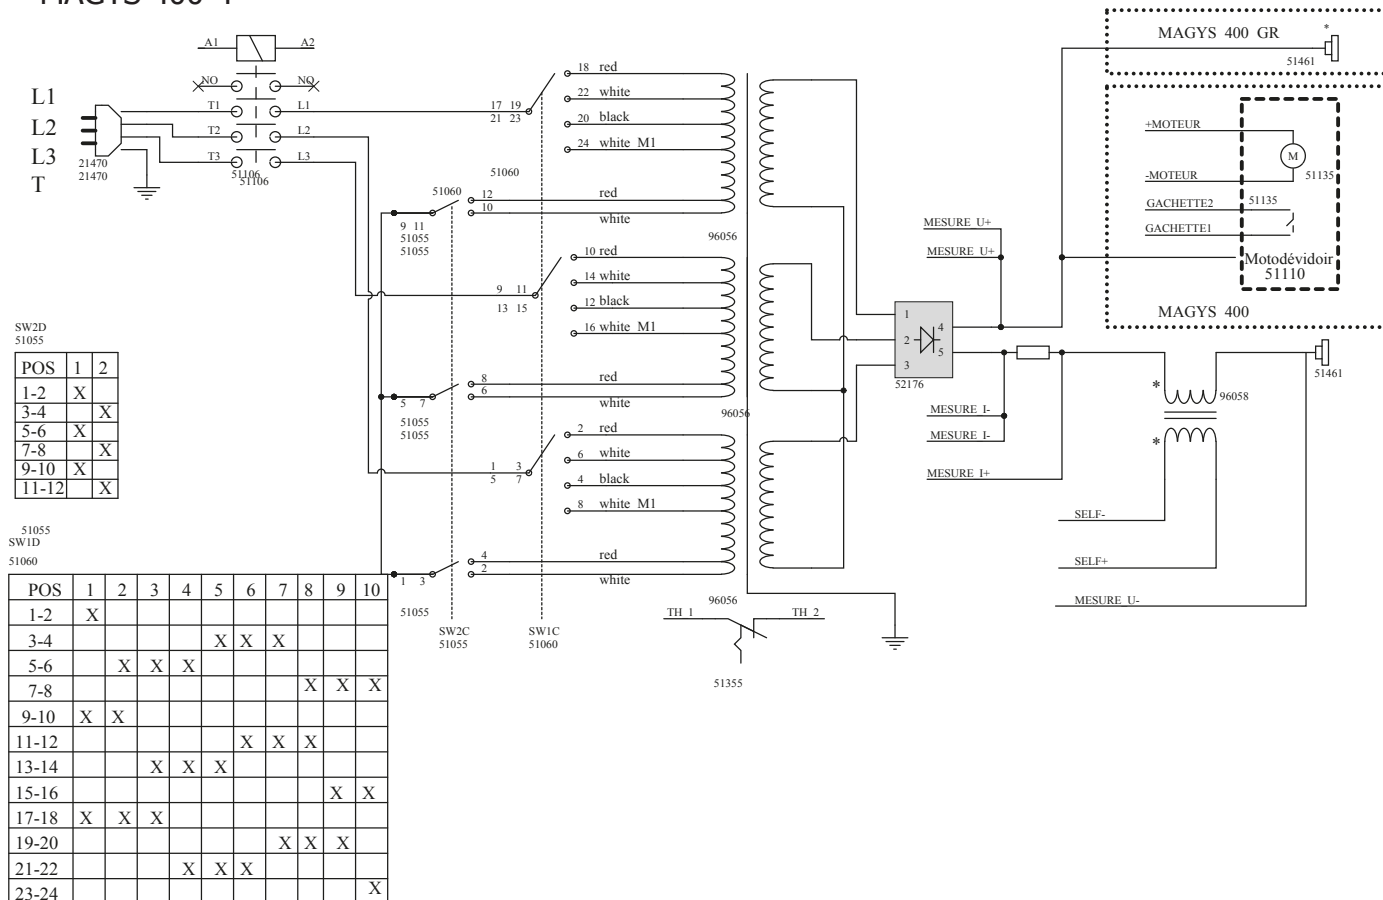 A1 A2
NO NO
L1
L2
L3
T
21470
21470
T1 L1
T2 L2
T3 L3
51106
51106
17 19
21 23
18 red
22 white
20 black
24 white M1
51060
51060
12 red
10 white
9 11
51055
51055
96056
10 red
14 white
12 black
16 white M1
9 11
13 15
8 red
6 white
5 7
51055
51055
96056
2 red
6 white
4 black
8 white M1
1 3
5 7
4 red
2 white
1 3
51055
96056
SW2C
51055
SW1C
51060
TH 1 TH 2
51355
MESURE U+
MESURE U+
1
2
3
4
5
52176
MESURE I-
MESURE I-
MESURE I+
SELF-
SELF+
MESURE U-
*
*
96058
51461
MAGYS 400 GR
*
51461
+MOTEUR
M
51135
-MOTEUR
GACHETTE2
51135
GACHETTE1
Motodévidoir
51110
MAGYS 400
SW2D
51055
POS 1 2
1-2 X
3-4 X
5-6 X
7-8 X
9-10 X
11-12 X
51055
SW1D
51060
POS 1 2 3 4 5 6 7 8 9 10
1-2 X
3-4 X X X
5-6 X X X
7-8 X X X
9-10 X X
11-12 X X X
13-14 X X X
15-16 X X
17-18 X X X
19-20 X X X
21-22 X X X
23-24 X